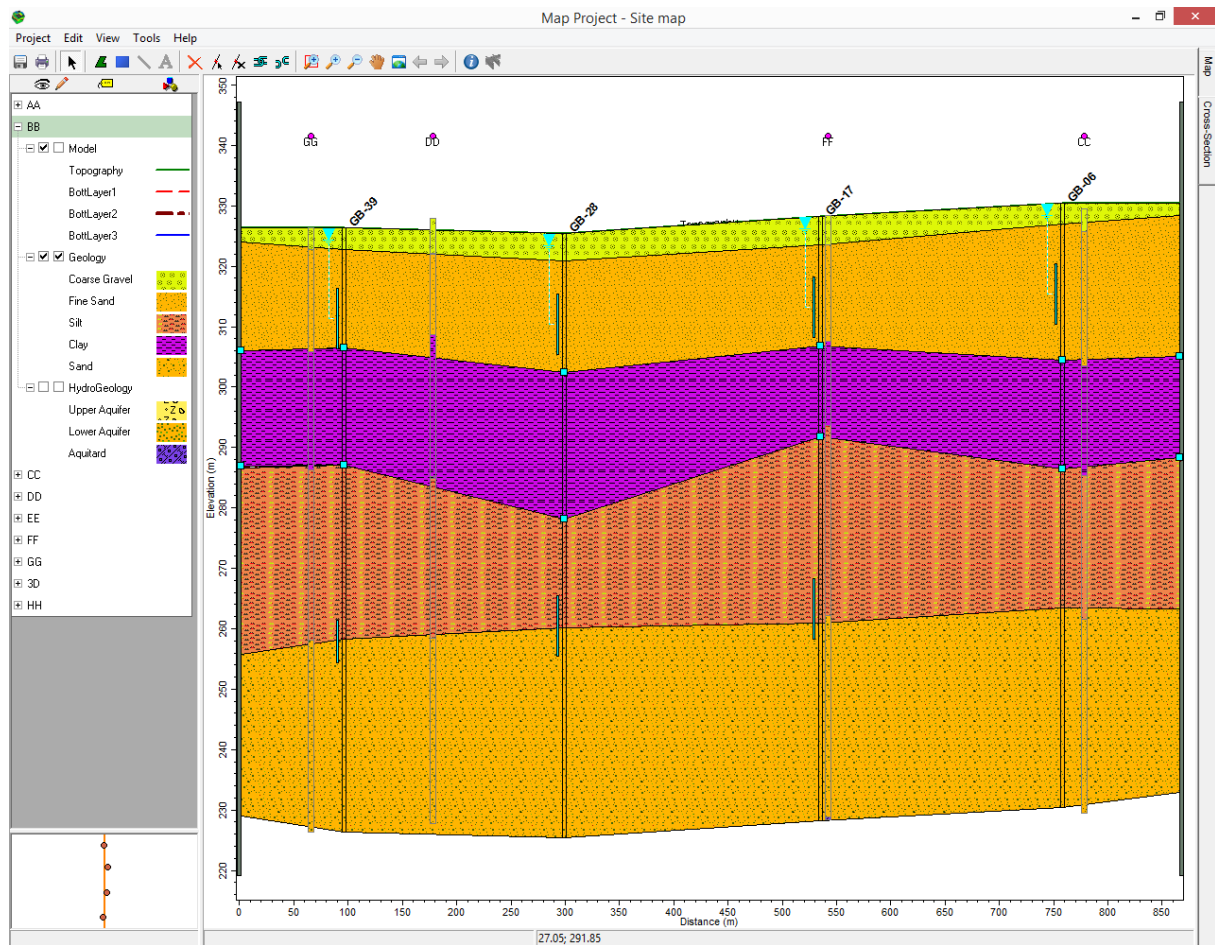 Map Project - Site map
Project Edit View Tools Help
AA
BB
Model
Topography
BottLayer1
BottLayer2
BottLayer3
Geology
Coarse Gravel
Fine Sand
Silt
Clay
Sand
HydroGeology
Upper Aquifer
Lower Aquifer
Aquitard
CC
DD
EE
FF
GG
3D
HH
Map
Cross-Section
GG DD FF CC
GB-39 GB-28 GB-17 GB-06
Elevation (m)
350
340
330
320
310
300
290
280
270
260
250
240
230
220
0 50 100 150 200 250 300 350 400 450 500 550 600 650 700 750 800 850
Distance (m)
27.05; 291.85